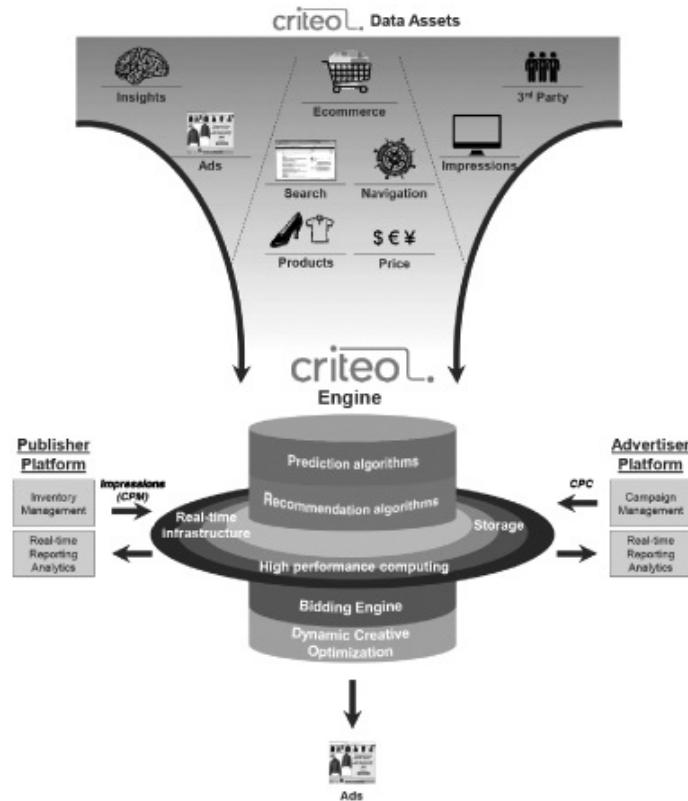 criteo. Data Assets
Insights
Ecommerce
3rd Party
Ads
Search
Navigation
Impressions
Products
$ € ¥
Price
criteo.
Engine
Publisher
Platform
Inventory
Management
Real-time
Reporting
Analytics
Impressions
(CPM)
Prediction algorithms
Recommendation algorithms
Real-time
infrastructure
Storage
High performance computing
Bidding Engine
Dynamic Creative
Optimization
CPC
Advertiser
Platform
Campaign
Management
Real-time
Reporting
Analytics
Ads